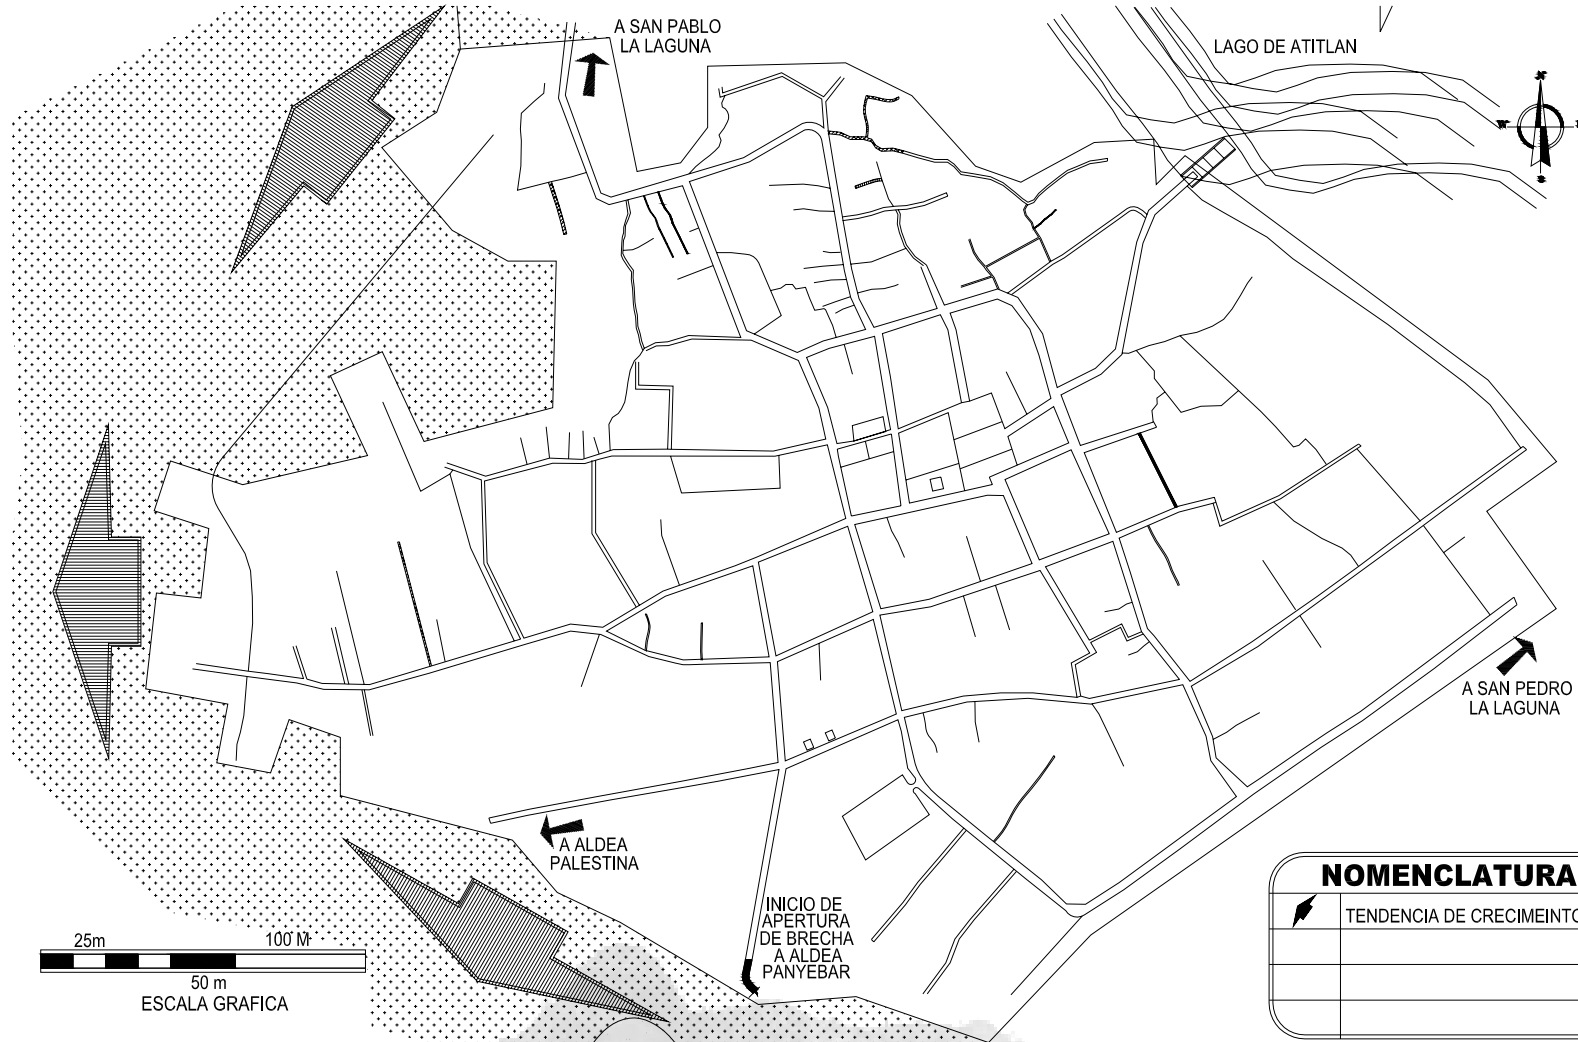 A SAN PABLO
LA LAGUNA
LAGO DE ATITLAN
A SAN PEDRO
LA LAGUNA
A ALDEA
PALESTINA
INICIO DE
APERTURA
DE BRECHA
A ALDEA
PANYEBAR
NOMENCLATURA
TENDENCIA DE CRECIMEINTO
25m
100 M
50 m
ESCALA GRAFICA